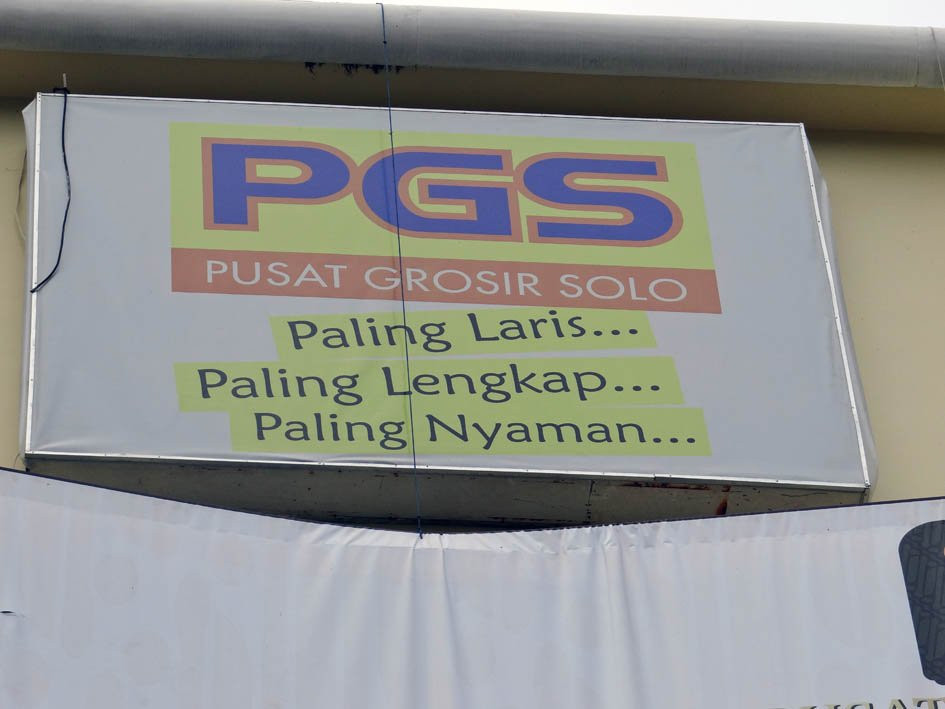 PGS
PUSAT GROSIR SOLO
Paling Laris...
Paling Lengkap...
Paling Nyaman...